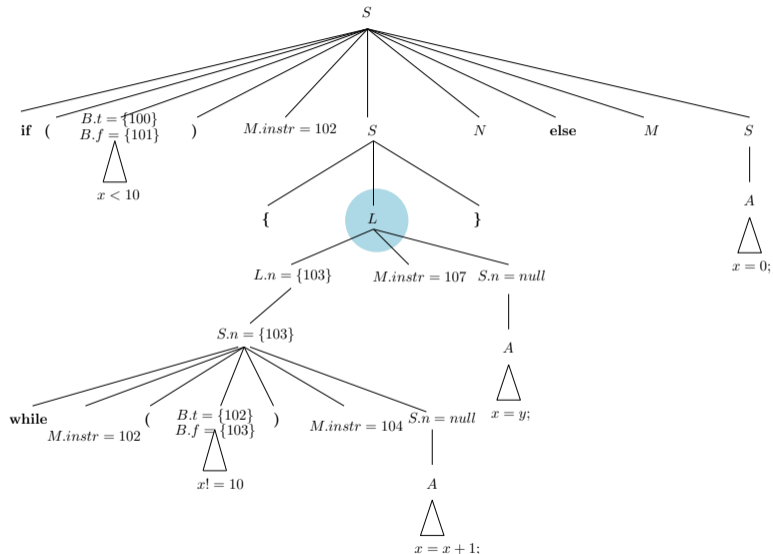 S
if ( B.t = {100} ) M.instr = 102 S N else M S
B.f = {101}
x < 10
A
{ L }
x = 0;
L.n = {103} M.instr = 107 S.n = null
S.n = {103}
A
while M.instr = 102 ( B.t = {102} ) M.instr = 104 S.n = null x = y;
B.f = {103}
x! = 10
A
x = x + 1;